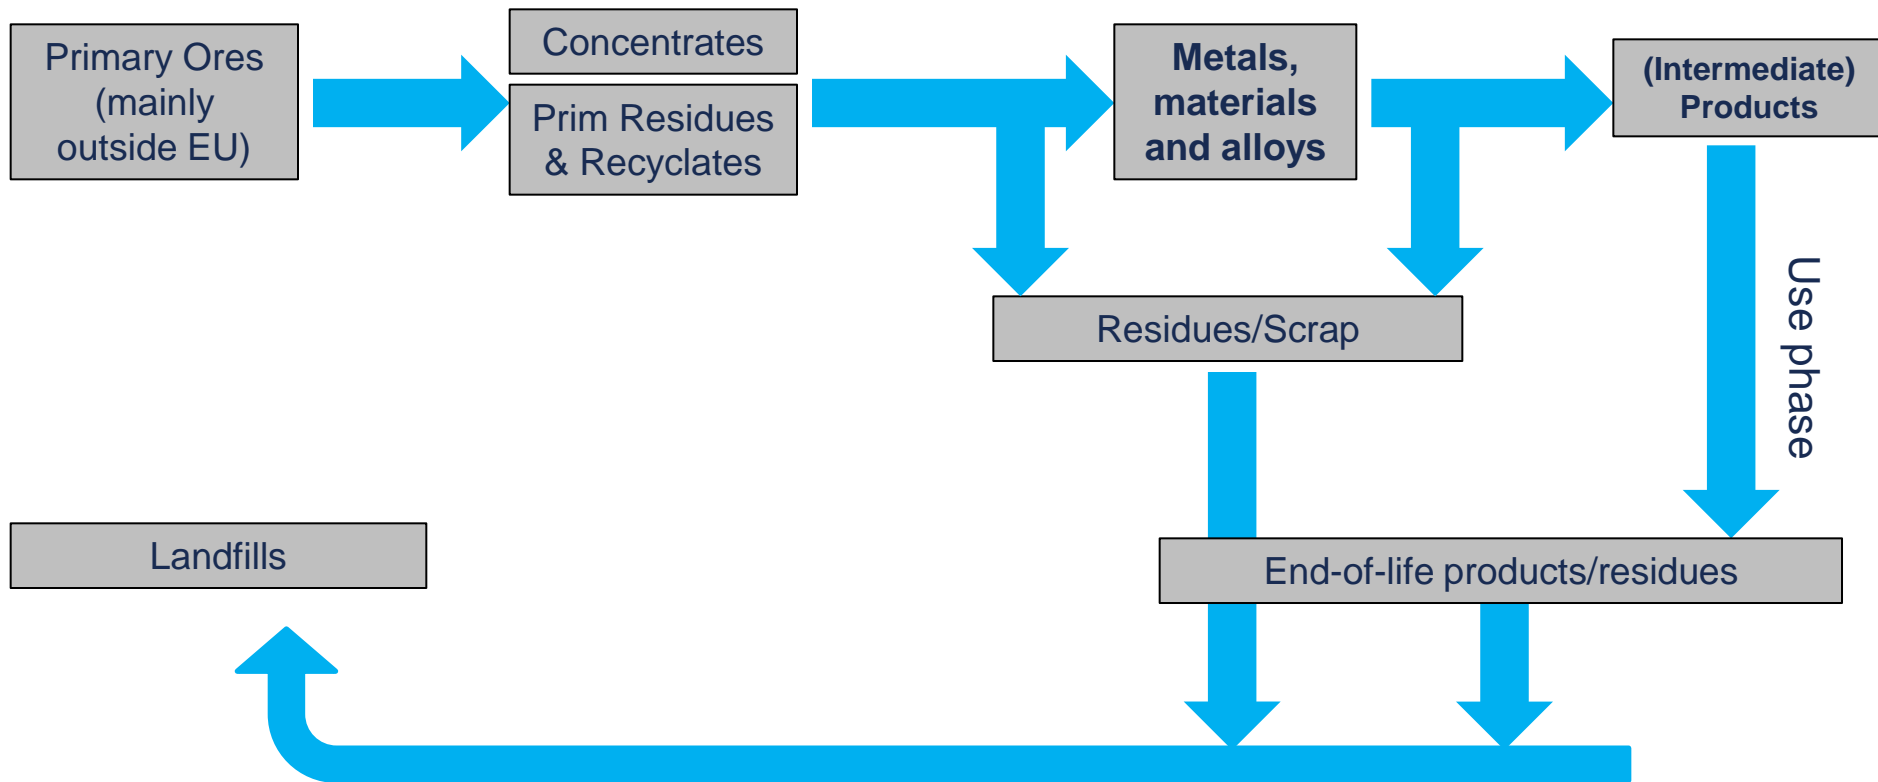 Primary Ores
(mainly
outside EU)
Concentrates
Prim Residues
& Recyclates
Metals,
materials
and alloys
(Intermediate)
Products
Residues/Scrap
Use phase
Landfills
End-of-life products/residues